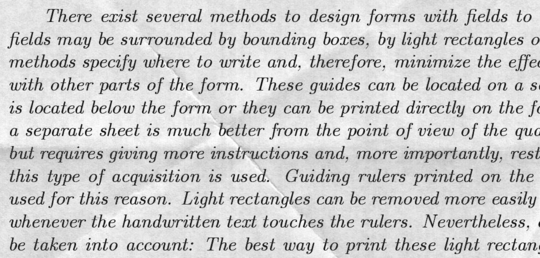 There exist several methods to design forms with fields to
fields may be surrounded by bounding boxes, by light rectangles
methods specify where to write and, therefore, minimize the
with other parts of the form. These guides can be located on a
is located below the form or they can be printed directly on the
a separate sheet is much better from the point of view of the
but requires giving more instructions and, more importantly,
this type of acquisition is used. Guiding rulers printed on the
used for this reason. Light rectangles can be removed more easily
whenever the handwritten text touches the rulers. Nevertheless,
be taken into account: The best way to print these light